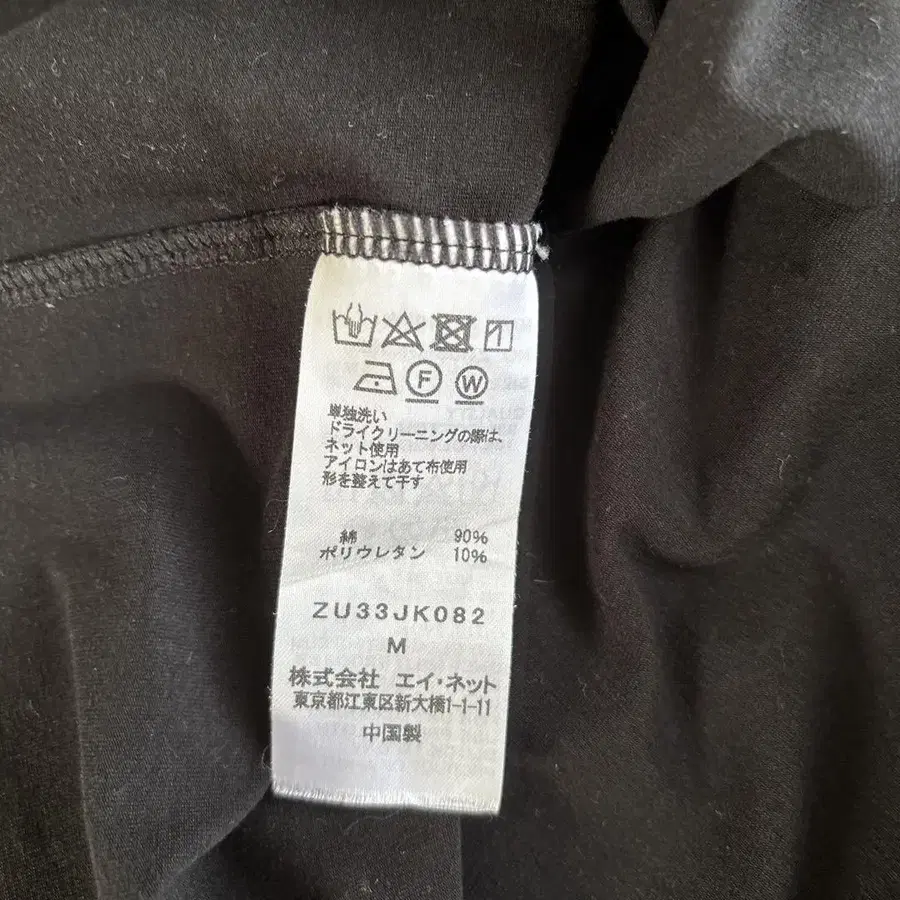 F W
単独洗い
ドライクリーニングの際は、
ネット使用
アイロンはあて布使用
形を整えて干す
綿 90%
ポリウレタン 10%
ZU33JK082
M
株式会社 エイ・ネット
東京都江東区新大橋1-1-11
中国製